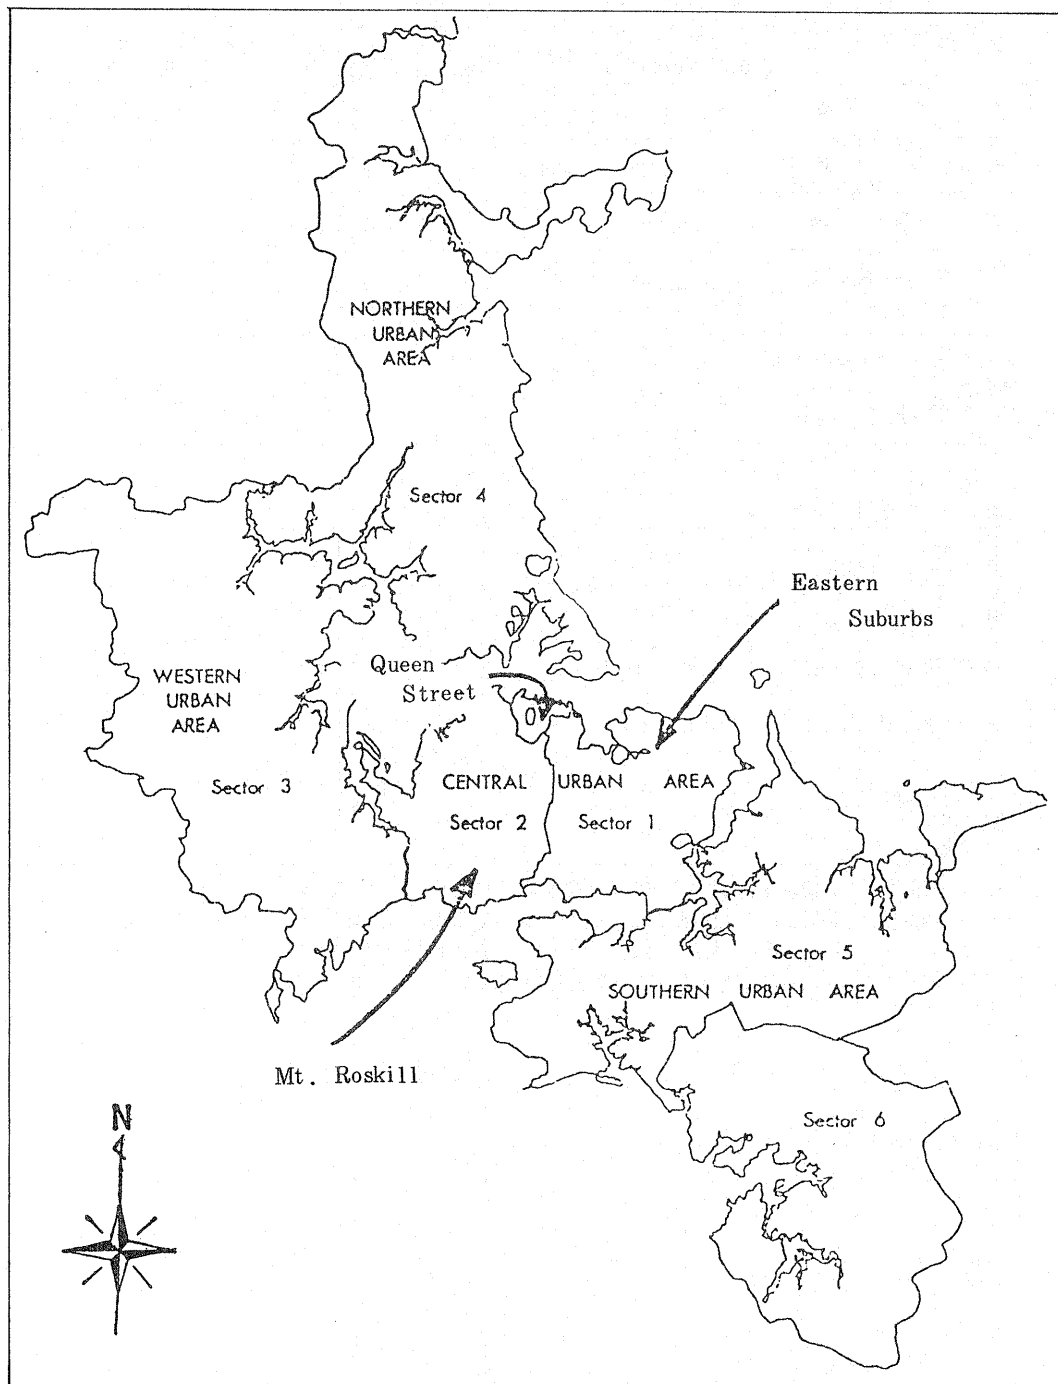 NORTHERN
URBAN
AREA
Sector 4
Eastern
Suburbs
Queen
Street
WESTERN
URBAN
AREA
Sector 3
CENTRAL URBAN AREA
Sector 2 Sector 1
Sector 5
SOUTHERN URBAN AREA
Mt. Roskill
N
Sector 6